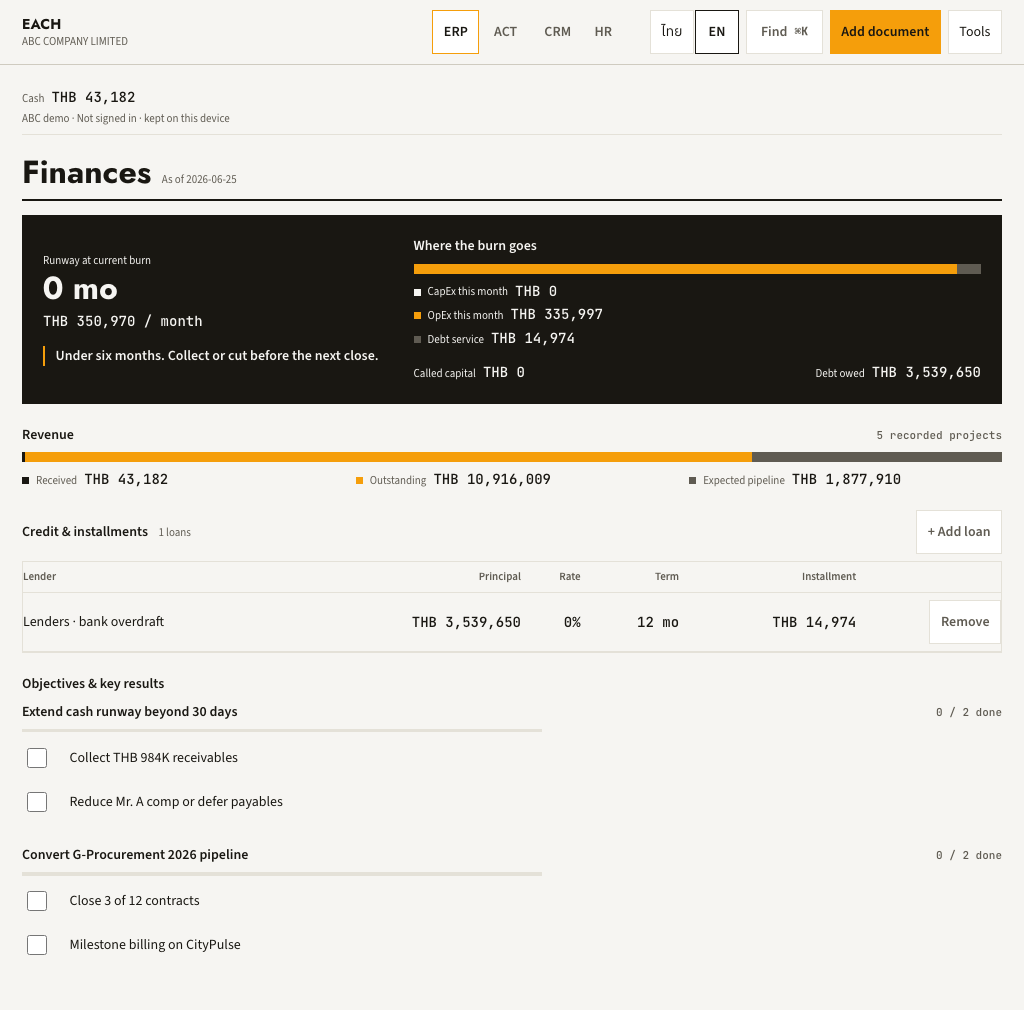 EACH
ABC COMPANY LIMITED
ERP ACT CRM HR ไทย EN Find ⌘K Add document Tools
Cash THB 43,182
ABC demo · Not signed in · kept on this device
Finances As of 2026-06-25
Runway at current burn
0 mo
THB 350,970 / month
Under six months. Collect or cut before the next close.
Where the burn goes
CapEx this month THB 0
OpEx this month THB 335,997
Debt service THB 14,974
Called capital THB 0 Debt owed THB 3,539,650
Revenue 5 recorded projects
Received THB 43,182 Outstanding THB 10,916,009 Expected pipeline THB 1,877,910
Credit & installments 1 loans + Add loan
Lender Principal Rate Term Installment
Lenders · bank overdraft THB 3,539,650 0% 12 mo THB 14,974 Remove
Objectives & key results
Extend cash runway beyond 30 days 0 / 2 done
Collect THB 984K receivables
Reduce Mr. A comp or defer payables
Convert G-Procurement 2026 pipeline 0 / 2 done
Close 3 of 12 contracts
Milestone billing on CityPulse